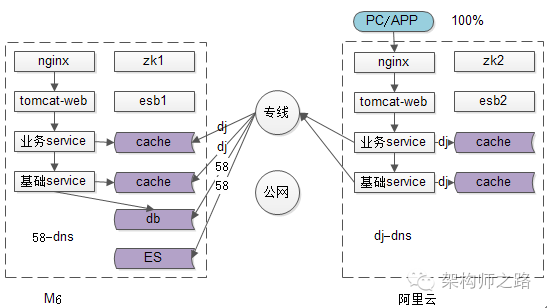 PC/APP 100%
nginx zk1
tomcat-web esb1
业务service cache
基础service cache
db
58-dns
ES
M6
专线
公网
dj
dj
58
58
nginx zk2
tomcat-web esb2
业务service dj cache
基础service dj cache
dj-dns
阿里云
架构师之路